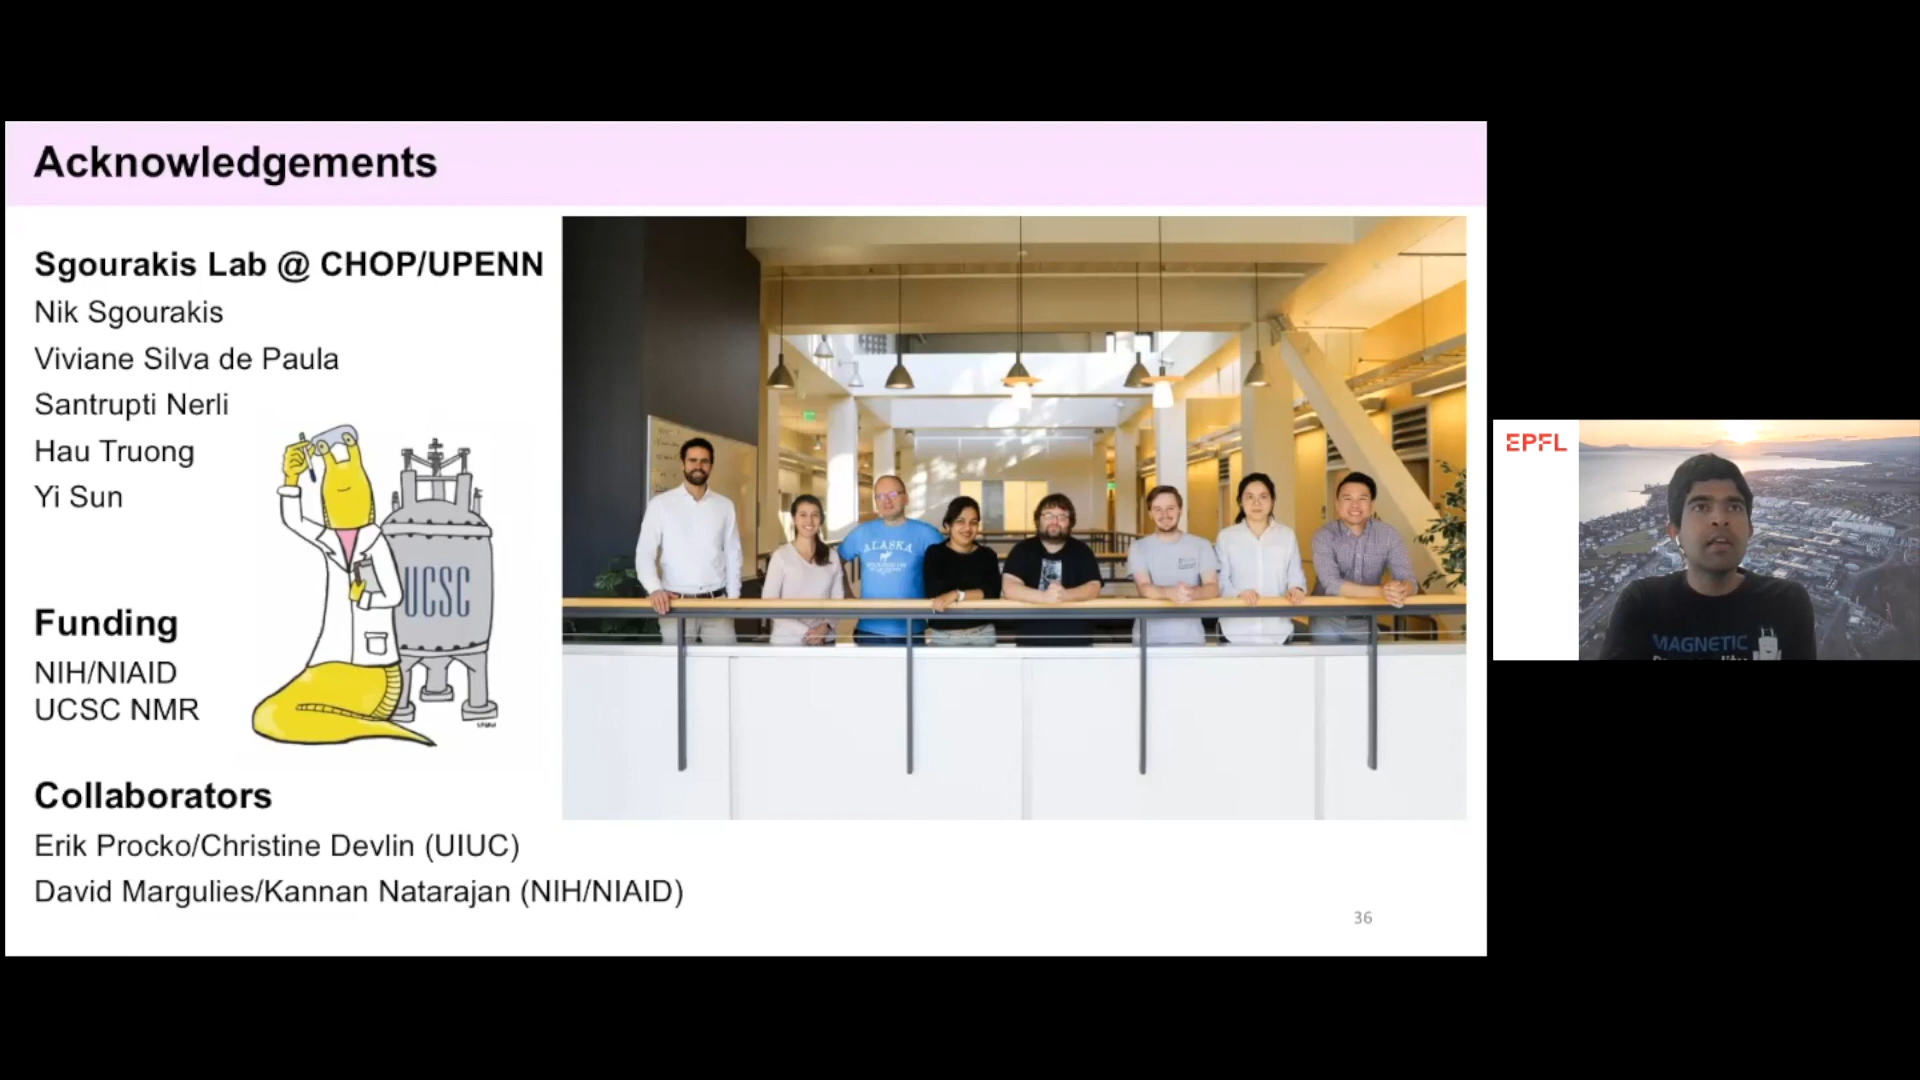 Acknowledgements
Sgourakis Lab @ CHOP/UPENN
Nik Sgourakis
Viviane Silva de Paula
Santrupti Nerli
Hau Truong
Yi Sun
UCSC
Funding
NIH/NIAID
UCSC NMR
Collaborators
Erik Procko/Christine Devlin (UIUC)
David Margulies/Kannan Natarajan (NIH/NIAID)
36
ALASKA
EPFL
MAGNETIC